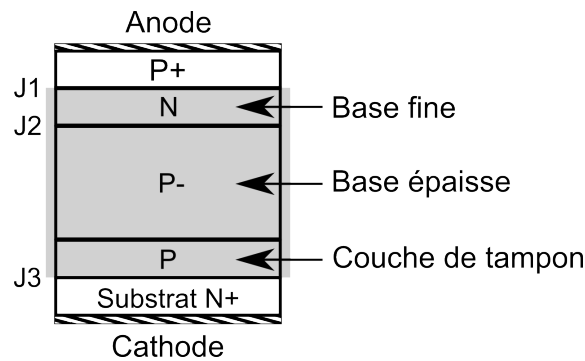 Anode
P+
J1
N
Base fine
J2
P-
Base épaisse
P
Couche de tampon
J3
Substrat N+
Cathode